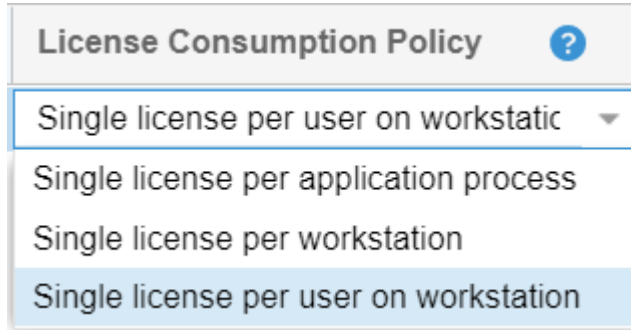 License Consumption Policy ?
Single license per user on workstatic
Single license per application process
Single license per workstation
Single license per user on workstation